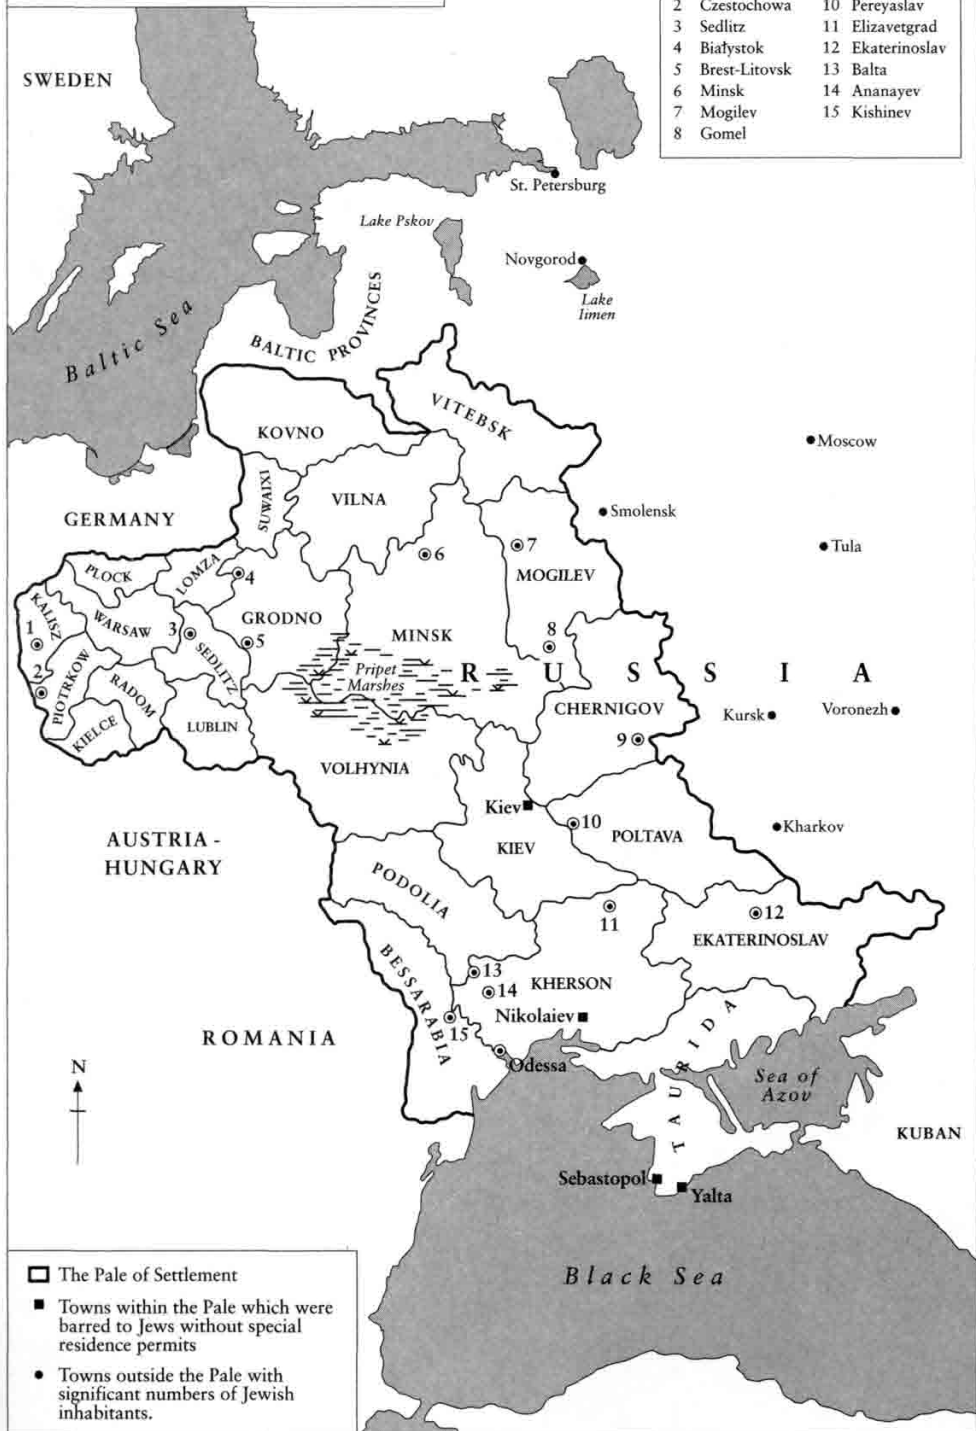 2 Czestochowa
3 Sedlitz
4 Białystok
5 Brest-Litovsk
6 Minsk
7 Mogilev
8 Gomel
10 Pereyaslav
11 Elizavetgrad
12 Ekaterinoslav
13 Balta
14 Ananayev
15 Kishinev
SWEDEN
St. Petersburg
Lake Pskov
Novgorod
Lake
Iimen
Baltic Sea
BALTIC PROVINCES
VITEBSK
KOVNO
Moscow
SUWAIXI
VILNA
Smolensk
GERMANY
Tula
6
7
PLOCK
LOMZA
4
MOGILEV
KALISZ
1
WARSAW
3
GRODNO
5
MINSK
8
2
PIOTRKOW
RADOM
SEDLITZ
Pripet
Marshes
RUSSIA
KIELCE
LUBLIN
CHERNIGOV
9
Kursk
Voronezh
VOLHYNIA
Kiev
10
POLTAVA
Kharkov
AUSTRIA -
HUNGARY
KIEV
PODOLIA
11
12
EKATERINOSLAV
BESSARABIA
13
14
KHERSON
Nikolaiev
15
ROMANIA
Odessa
TAURIDA
Sea of
Azov
N
KUBAN
Sebastopol
Yalta
Black Sea
The Pale of Settlement
Towns within the Pale which were
barred to Jews without special
residence permits
Towns outside the Pale with
significant numbers of Jewish
inhabitants.